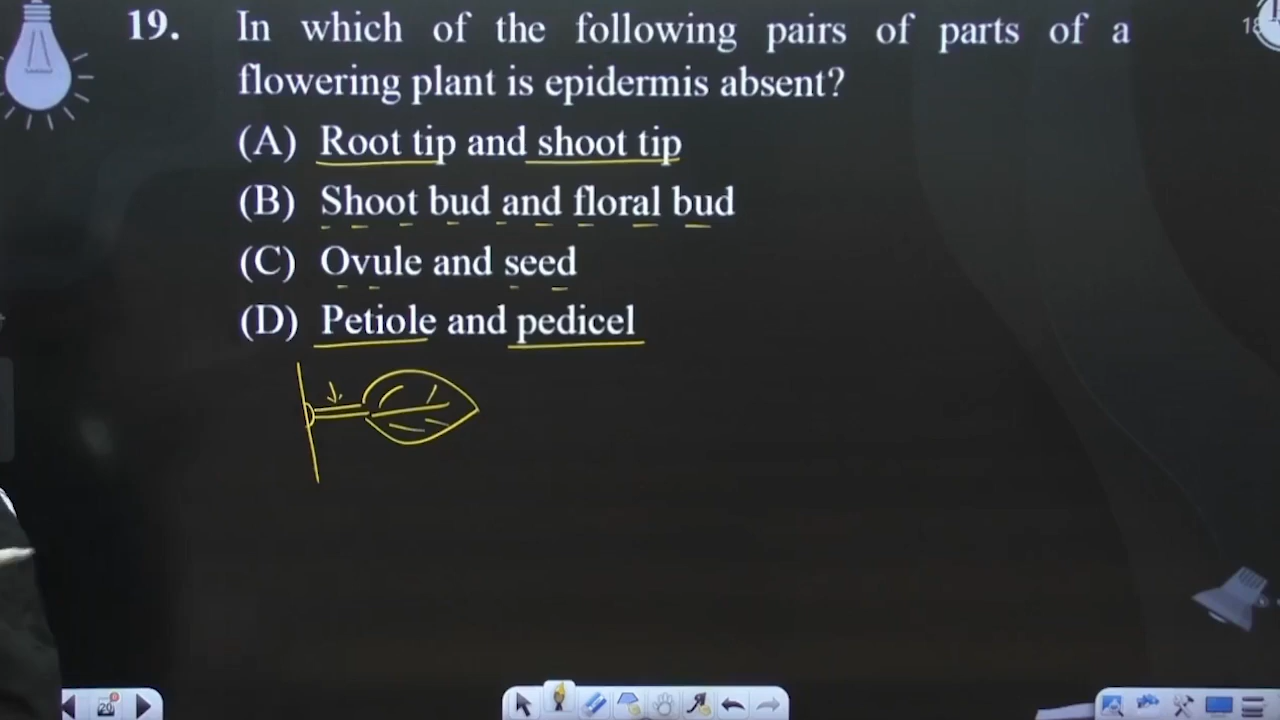 19. In which of the following pairs of parts of a
flowering plant is epidermis absent?
(A) Root tip and shoot tip
(B) Shoot bud and floral bud
(C) Ovule and seed
(D) Petiole and pedicel